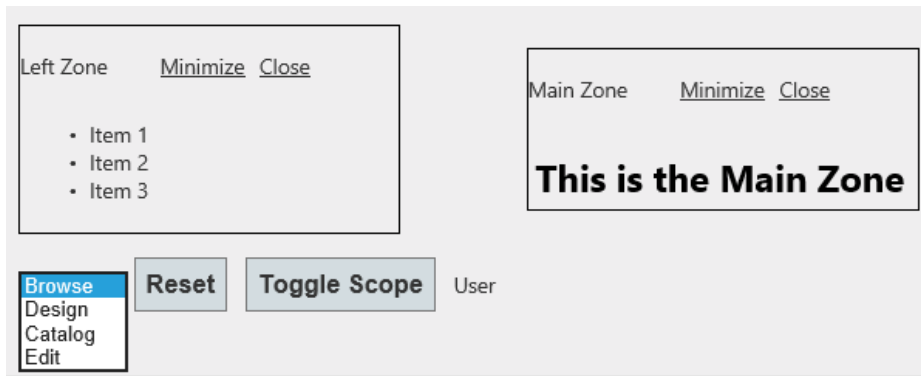 Left Zone Minimize Close
• Item 1
• Item 2
• Item 3
Main Zone Minimize Close
This is the Main Zone
Browse
Design
Catalog
Edit
Reset
Toggle Scope
User